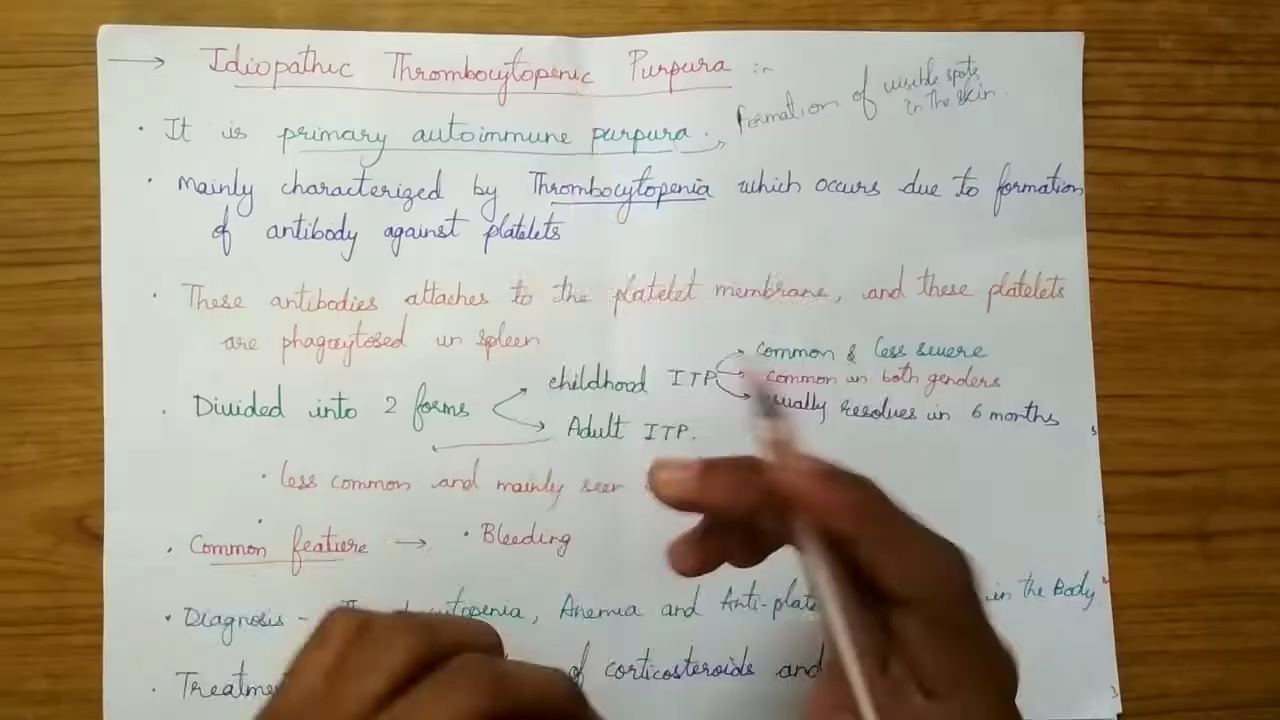 → Idiopathic Thrombocytopenic Purpura :-
Formation of visible spots
in the skin.
• It is primary autoimmune purpura.
• Mainly characterized by Thrombocytopenia which occurs due to formation
of antibody against platelets
• These antibodies attaches to the platelet membrane, and these platelets
are phagocytosed in spleen
• Divided into 2 forms
childhood ITP
common & less severe
common in both genders
usually resolves in 6 months
Adult ITP.
• less common and mainly seen
• Common feature → • Bleeding
• Diagnosis - Anemia and in the Body
• of corticosteroids and